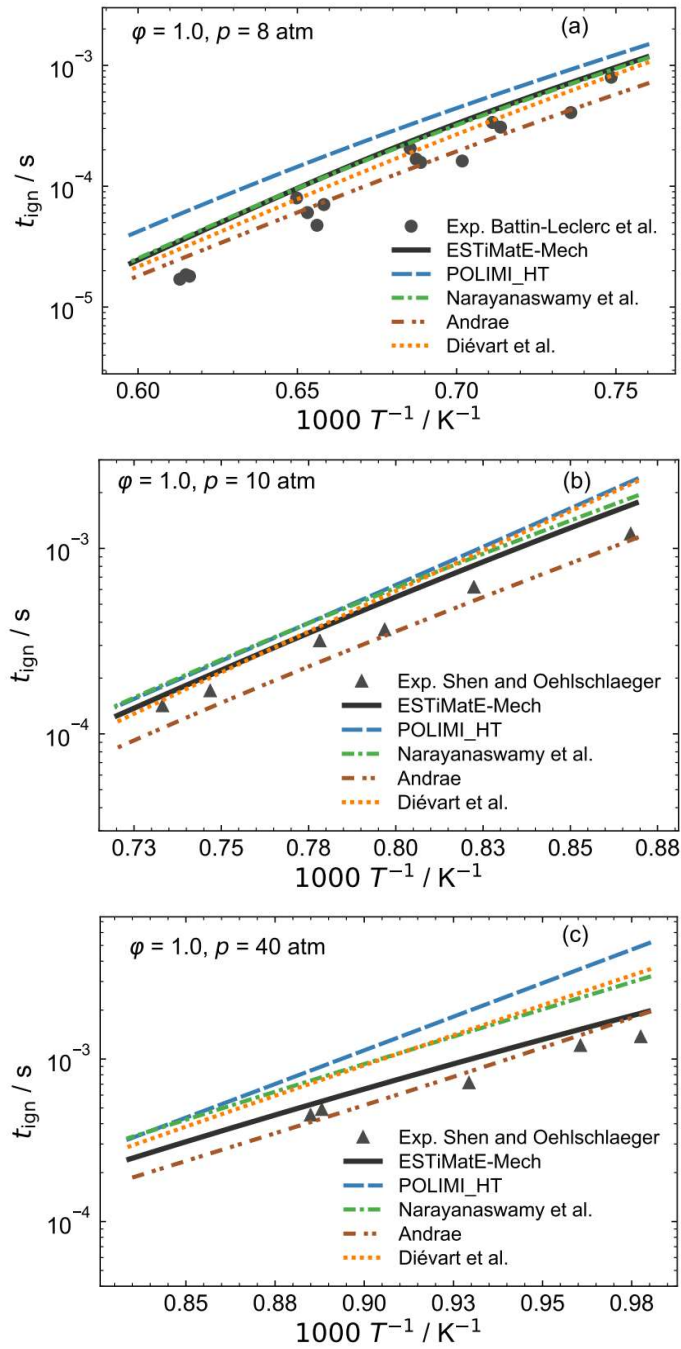 φ = 1.0, p = 8 atm
(a)
10⁻³
10⁻⁴
10⁻⁵
t_ign / s
Exp. Battin-Leclerc et al.
ESTiMatE-Mech
POLIMI_HT
Narayanaswamy et al.
Andrae
Diévart et al.
0.60 0.65 0.70 0.75
1000 T⁻¹ / K⁻¹
φ = 1.0, p = 10 atm
(b)
10⁻³
10⁻⁴
t_ign / s
Exp. Shen and Oehlschlaeger
ESTiMatE-Mech
POLIMI_HT
Narayanaswamy et al.
Andrae
Diévart et al.
0.73 0.75 0.78 0.80 0.83 0.85 0.88
1000 T⁻¹ / K⁻¹
φ = 1.0, p = 40 atm
(c)
10⁻³
10⁻⁴
t_ign / s
Exp. Shen and Oehlschlaeger
ESTiMatE-Mech
POLIMI_HT
Narayanaswamy et al.
Andrae
Diévart et al.
0.85 0.88 0.90 0.93 0.95 0.98
1000 T⁻¹ / K⁻¹